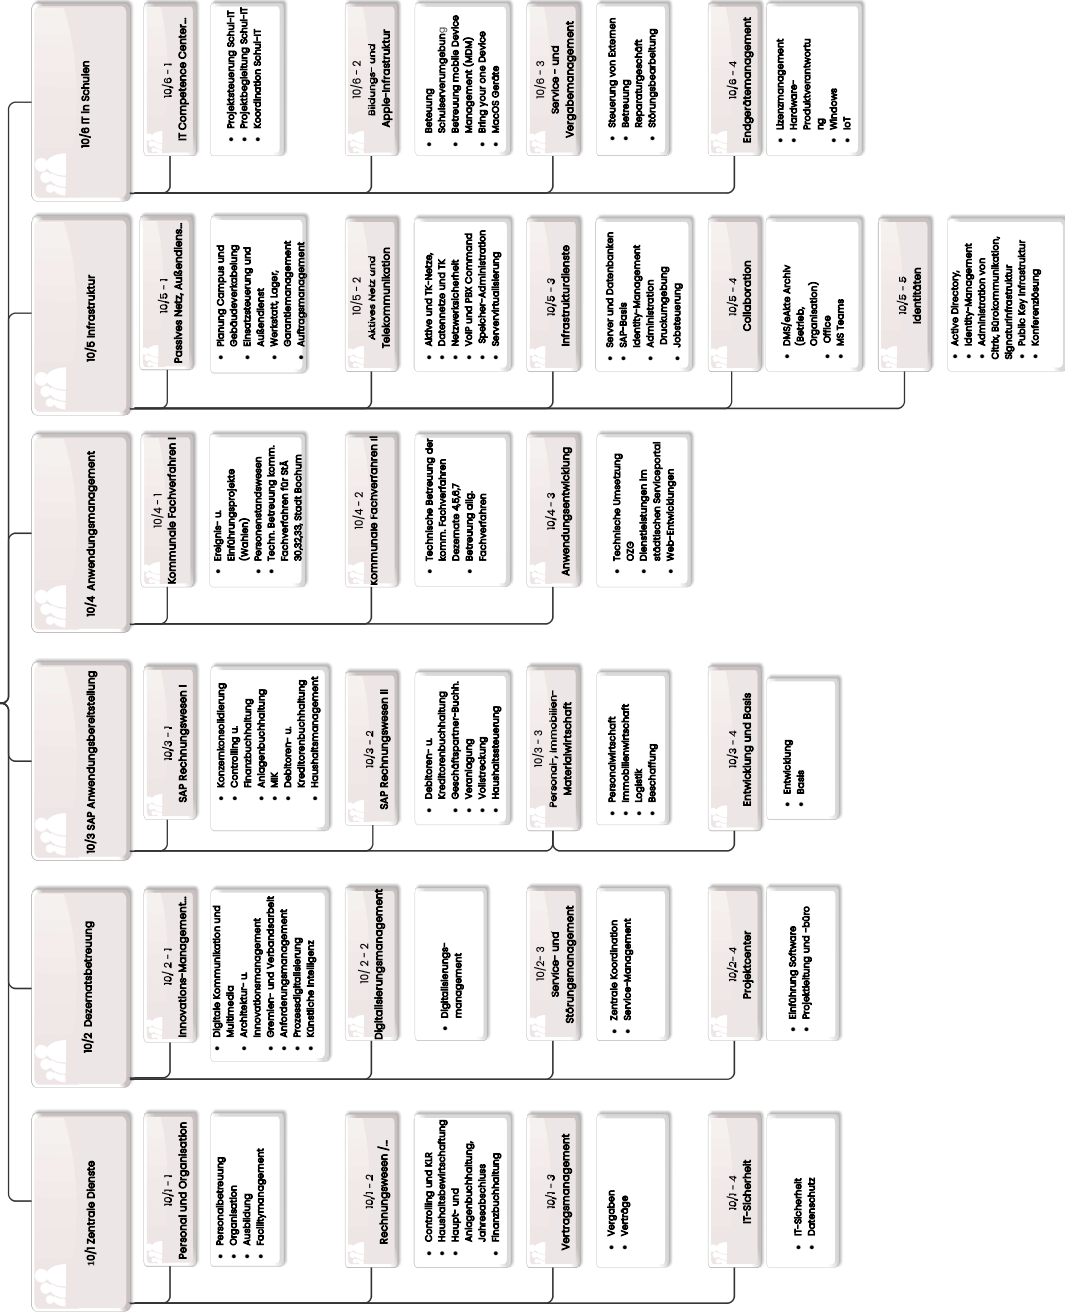 10/1 Zentrale Dienste
10/1 - 1
Personal und Organisation
• Personalbetreuung
• Organisation
• Ausbildung
• Facilitymanagement
10/1 - 2
Rechnungswesen /...
• Controlling und KLR
• Haushaltsbewirtschaftung
• Haupt- und
Anlagenbuchhaltung,
Jahresabschluss
• Finanzbuchhaltung
10/1 - 3
Vertragsmanagement
• Vergaben
• Verträge
10/1 - 4
IT-Sicherheit
• IT-Sicherheit
• Datenschutz
10/2 Dezernatsbetreuung
10/ 2 - 1
Innovations-Management...
• Digitale Kommunikation und
Multimedia
• Architektur- u.
Innovationsmanagement
• Gremien- und Verbandsarbeit
• Anforderungsmanagement
• Prozessdigitalisierung
• Künstliche Intelligenz
10/ 2 - 2
Digitalisierungsmanagement
• Digitalisierungs-
management
10/2- 3
Service- und
Störungsmanagement
• Zentrale Koordination
• Service-Management
10/2- 4
Projektcenter
• Einführung Software
• Projektleitung und -büro
10/3 SAP Anwendungsbereitstellung
10/3 - 1
SAP Rechnungswesen I
• Konzernkonsolidierung
• Controlling u.
Finanzbuchhaltung
• Anlagenbuchhaltung
• MIK
• Debitoren- u.
Kreditorenbuchhaltung
• Haushaltsmanagement
10/3 - 2
SAP Rechnungswesen II
• Debitoren- u.
Kreditorenbuchhaltung
• Geschäftspartner-Buchh.
• Veranlagung
• Vollstreckung
• Haushaltssteuerung
10/3 - 3
Personal-, Immobilien-
Materialwirtschaft
• Personalwirtschaft
• Immobilienwirtschaft
• Logistik
• Beschaffung
10/3 - 4
Entwicklung und Basis
• Entwicklung
• Basis
10/4 Anwendungsmanagement
10/4 - 1
Kommunale Fachverfahren I
• Ereignis- u.
Einführungsprojekte
(Wahlen)
• Personenstandswesen
• Techn. Betreuung komm.
Fachverfahren für StÄ
30,32,33, Stadt Bochum
10/4 - 2
Kommunale Fachverfahren II
• Technische Betreuung der
komm. Fachverfahren
Dezernate 4,5,6,7
• Betreuung allg.
Fachverfahren
10/4 - 3
Anwendungsentwicklung
• Technische Umsetzung
OZG
• Dienstleistungen im
städtischen Serviceportal
• Web-Entwicklungen
10/5 Infrastruktur
10/5 - 1
Passives Netz, Außendiens...
• Planung Campus und
Gebäudeverkabelung
• Einsatzsteuerung und
Außendienst
• Werkstatt, Lager,
Garantiemanagement
• Auftragsmanagement
10/5 - 2
Aktives Netz und
Telekommunikation
• Aktive und TK-Netze,
• Datennetze und TK
• Netzwerksicherheit
• VoIP und PBX Command
• Speicher-Administration
• Servervirtualisierung
10/5 - 3
Infrastrukturdienste
• Server und Datenbanken
• SAP-Basis
Identity-Management
• Administration
Druckumgebung
• Jobsteuerung
10/5 - 4
Collaboration
• DMS/eAkte Archiv
(Betrieb,
Organisation)
• Office
• MS Teams
10/5 - 5
Identitäten
• Active Directory,
• Identity-Management
• Administration von
Citrix, Bürokommunikation,
Signaturinfrastruktur
• Public Key Infrastruktur
• Konferenzlösung
10/6 IT in Schulen
10/6 - 1
IT Competence Center...
• Projektsteuerung Schul-IT
• Projektbegleitung Schul-IT
• Koordination Schul-IT
10/6 - 2
Bildungs- und
Apple-Infrastruktur
• Beteuung
Schulserverumgebung
• Betreuung mobile Device
Management (MDM)
• Bring your one Device
• MacOS Geräte
10/6 - 3
Service - und
Vergabemanagement
• Steuerung von Externen
• Betreuung
Reparaturgeschäft
• Störungsbearbeitung
10/6 - 4
Endgerätemanagement
• Lizenzmanagement
• Hardware-
Produktverantwortu
ng
• Windows
• IoT